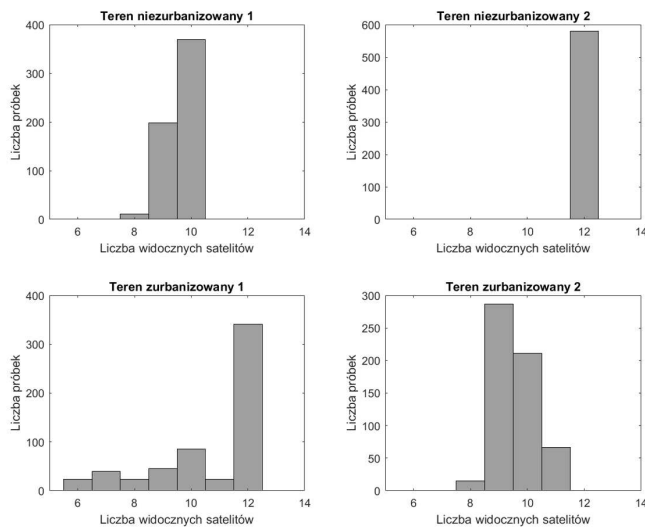 Teren niezurbanizowany 1
400
300
200
100
0
Liczba próbek
6 8 10 12 14
Liczba widocznych satelitów
Teren niezurbanizowany 2
600
500
400
300
200
100
0
Liczba próbek
6 8 10 12 14
Liczba widocznych satelitów
Teren zurbanizowany 1
400
300
200
100
0
Liczba próbek
6 8 10 12 14
Liczba widocznych satelitów
Teren zurbanizowany 2
300
250
200
150
100
50
0
Liczba próbek
6 8 10 12 14
Liczba widocznych satelitów